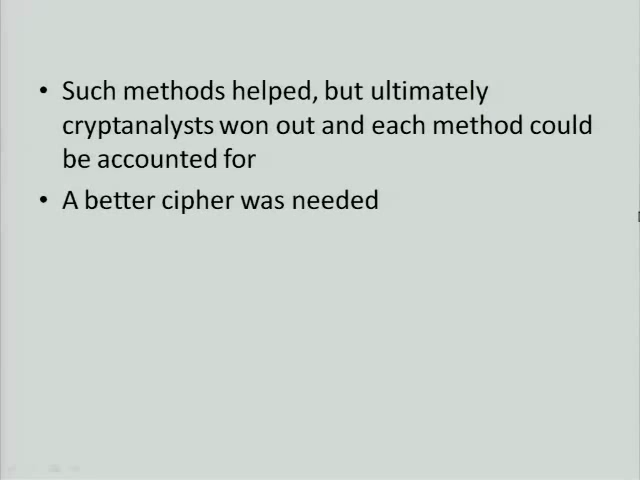 • Such methods helped, but ultimately
cryptanalysts won out and each method could
be accounted for
• A better cipher was needed